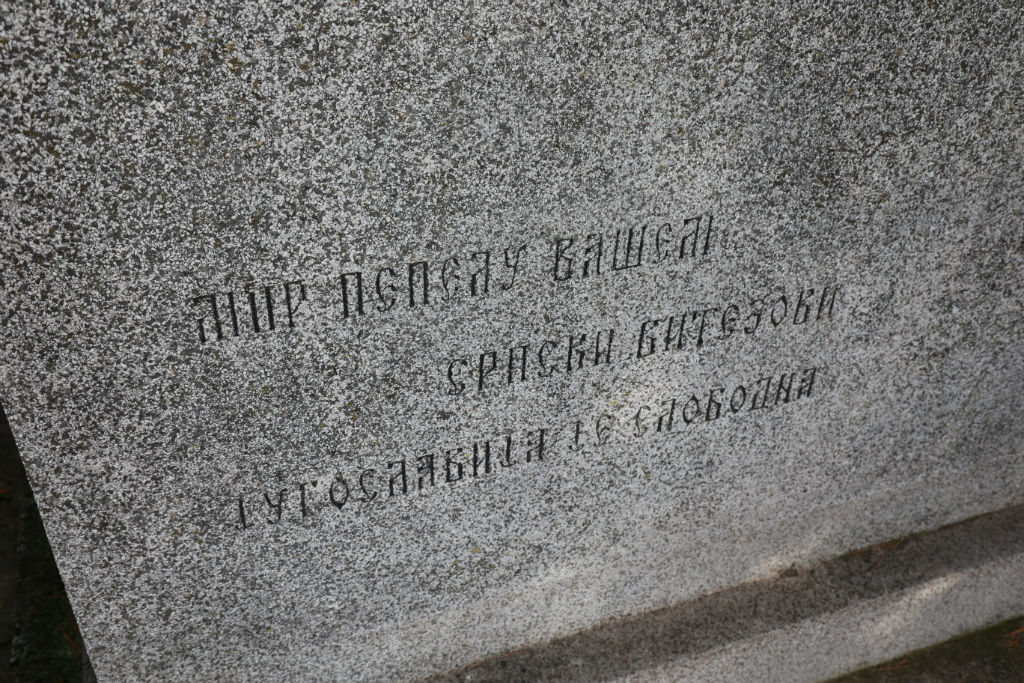 МИР ПЕПЕЛУ ВАШЕМ
СРПСКИ ВИТЕЗОВИ
ЈУГОСЛАВИЈА ЈЕ СЛОБОДНА